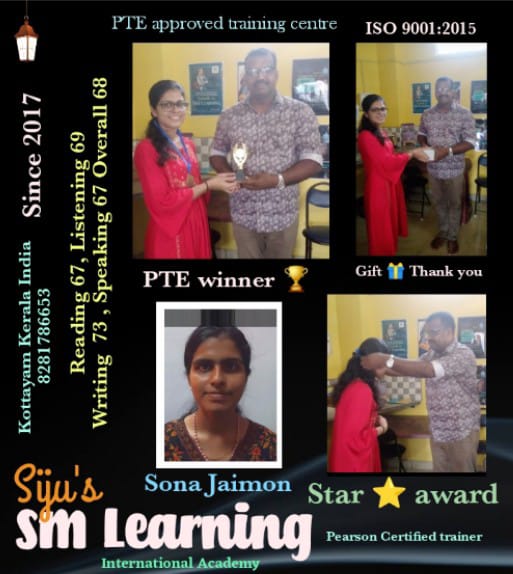 PTE approved training centre
ISO 9001:2015
Since 2017
Kottayam Kerala India
8281786653
Reading 67, Listening 69
Writing 73 , Speaking 67 Overall 68
PTE winner 🏆
Gift 🎁 Thank you
Sona Jaimon
Star ⭐ award
Siju's
SM Learning
International Academy
Pearson Certified trainer